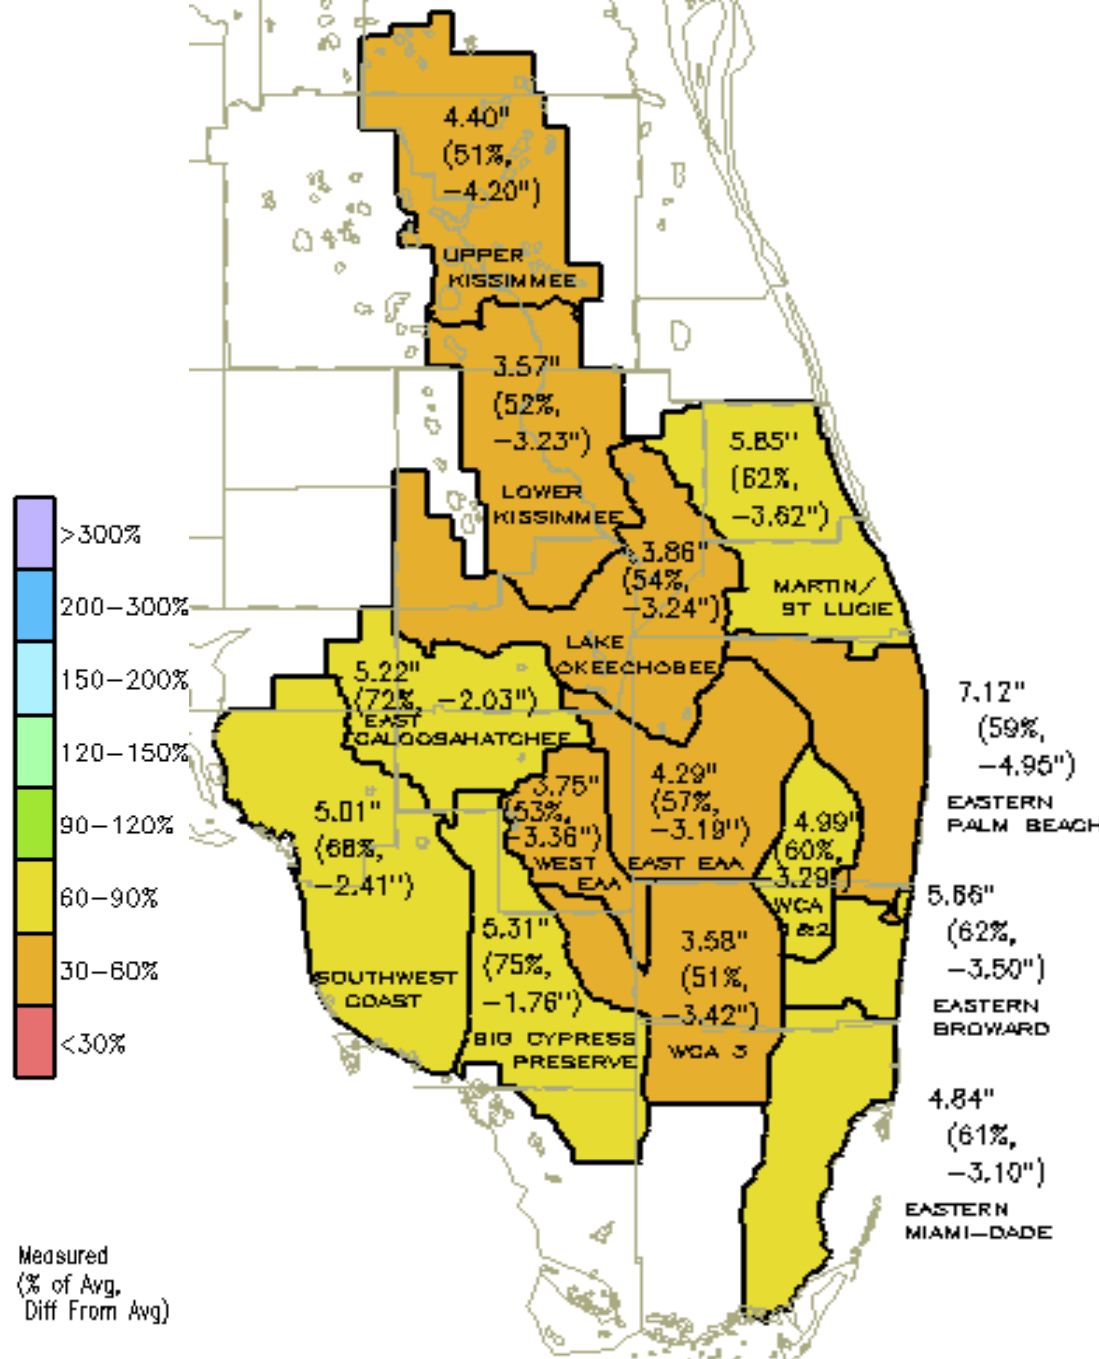 4.40"
(51%,
-4.20")
UPPER
KISSIMMEE
3.57"
(52%,
-3.23")
LOWER
KISSIMMEE
5.85"
(62%,
-3.62")
MARTIN/
ST LUCIE
3.86"
(54%,
-3.24")
LAKE
OKEECHOBEE
5.22"
(72%, -2.03")
EAST
CALOOSAHATCHEE
7.12"
(59%,
-4.95")
EASTERN
PALM BEACH
3.75"
(53%,
-3.36")
WEST
EAA
4.29"
(57%,
-3.19")
EAST EAA
4.99"
(60%,
-3.29
WCA
1&2
5.01"
(68%,
-2.41")
SOUTHWEST
COAST
5.31"
(75%,
-1.76")
BIG CYPRESS
PRESERVE
3.58"
(51%,
-3.42")
WCA 3
5.66"
(62%,
-3.50")
EASTERN
BROWARD
4.84"
(61%,
-3.10")
EASTERN
MIAMI-DADE
>300%
200-300%
150-200%
120-150%
90-120%
60-90%
30-60%
<30%
Measured
(% of Avg,
Diff From Avg)